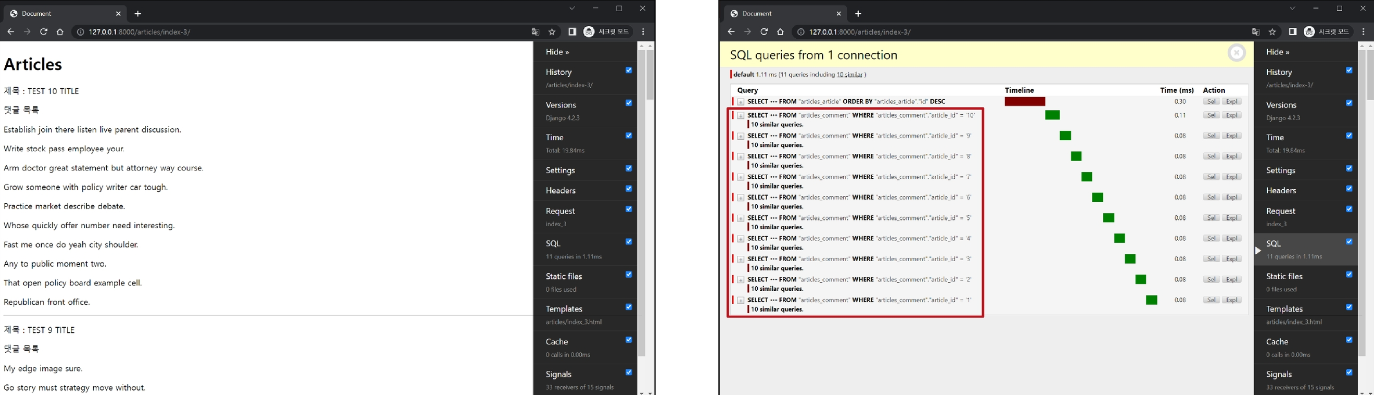 Document
127.0.0.1:8000/articles/index-3/
시크릿 모드
Articles
제목 : TEST 10 TITLE
댓글 목록
Establish join there listen live parent discussion.
Write stock pass employee your.
Arm doctor great statement but attorney way course.
Grow someone with policy writer car tough.
Practice market describe debate.
Whose quickly offer number need interesting.
Fast me once do yeah city shoulder.
Any to public moment two.
That open policy board example cell.
Republican front office.
제목 : TEST 9 TITLE
댓글 목록
My edge image sure.
Go story must strategy move without.
Hide »
History
/articles/index-3/
Versions
Django 4.2.3
Time
Total: 19.84ms
Settings
Headers
Request
index_3
SQL
11 queries in 1.11ms
Static files
0 files used
Templates
articles/index_3.html
Cache
0 calls in 0.00ms
Signals
33 receivers of 15 signals
Document
127.0.0.1:8000/articles/index-3/
시크릿 모드
SQL queries from 1 connection
default 1.11 ms (11 queries including 10 similar )
Query Timeline Time (ms) Action
SELECT ••• FROM "articles_article" ORDER BY "articles_article"."id" DESC 0.30 Sel Expl
SELECT ••• FROM "articles_comment" WHERE "articles_comment"."article_id" = '10' 0.11 Sel Expl
10 similar queries.
SELECT ••• FROM "articles_comment" WHERE "articles_comment"."article_id" = '9' 0.08 Sel Expl
10 similar queries.
SELECT ••• FROM "articles_comment" WHERE "articles_comment"."article_id" = '8' 0.08 Sel Expl
10 similar queries.
SELECT ••• FROM "articles_comment" WHERE "articles_comment"."article_id" = '7' 0.08 Sel Expl
10 similar queries.
SELECT ••• FROM "articles_comment" WHERE "articles_comment"."article_id" = '6' 0.08 Sel Expl
10 similar queries.
SELECT ••• FROM "articles_comment" WHERE "articles_comment"."article_id" = '5' 0.08 Sel Expl
10 similar queries.
SELECT ••• FROM "articles_comment" WHERE "articles_comment"."article_id" = '4' 0.08 Sel Expl
10 similar queries.
SELECT ••• FROM "articles_comment" WHERE "articles_comment"."article_id" = '3' 0.08 Sel Expl
10 similar queries.
SELECT ••• FROM "articles_comment" WHERE "articles_comment"."article_id" = '2' 0.08 Sel Expl
10 similar queries.
SELECT ••• FROM "articles_comment" WHERE "articles_comment"."article_id" = '1' 0.08 Sel Expl
10 similar queries.
Hide »
History
/articles/index-3/
Versions
Django 4.2.3
Time
Total: 19.84ms
Settings
Headers
Request
index_3
SQL
11 queries in 1.11ms
Static files
0 files used
Templates
articles/index_3.html
Cache
0 calls in 0.00ms
Signals
33 receivers of 15 signals